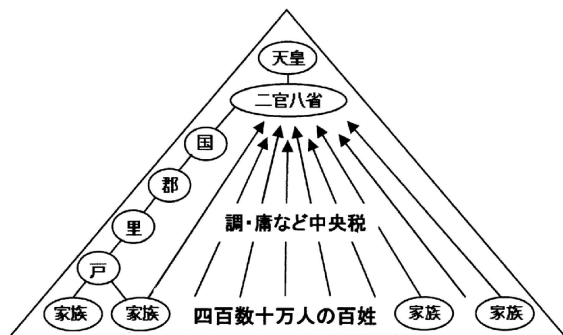 天皇
二官八省
国
郡
里
調・庸など中央税
戸
家族 家族 四百数十万人の百姓 家族 家族